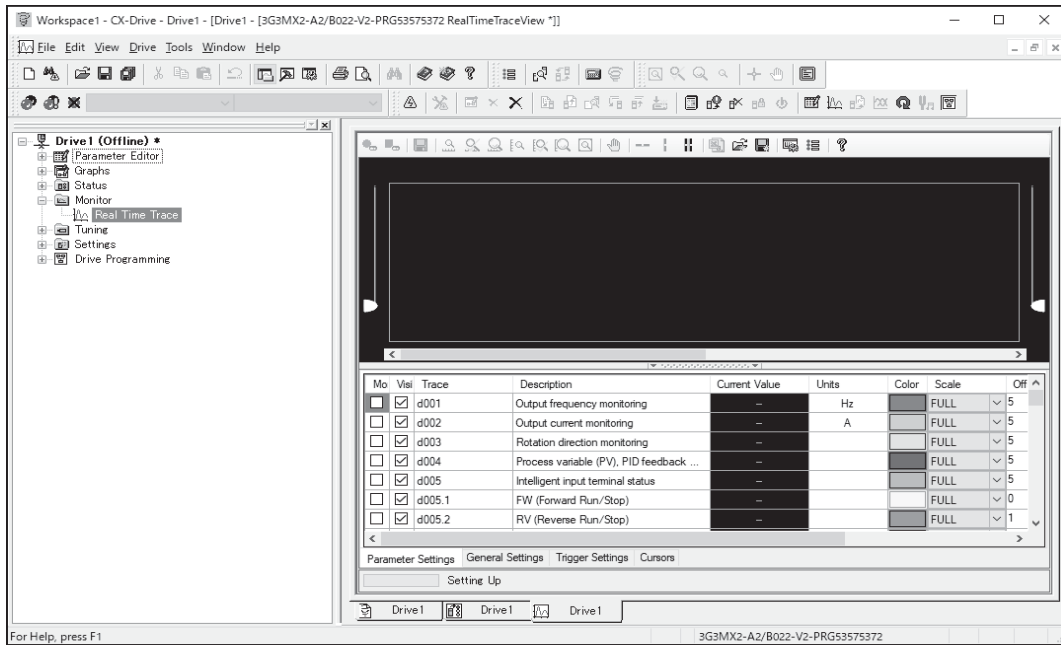 Workspace1 - CX-Drive - Drive1 - [Drive1 - [3G3MX2-A2/B022-V2-PRG53575372 RealTimeTraceView *]]
File Edit View Drive Tools Window Help
Drive1 (Offline) *
Parameter Editor
Graphs
Status
Monitor
Real Time Trace
Tuning
Settings
Drive Programming
Mo Visi Trace Description Current Value Units Color Scale Off
d001 Output frequency monitoring -- Hz FULL 5
d002 Output current monitoring -- A FULL 5
d003 Rotation direction monitoring -- FULL 5
d004 Process variable (PV), PID feedback ... -- FULL 5
d005 Intelligent input terminal status -- FULL 5
d005.1 FW (Forward Run/Stop) -- FULL 0
d005.2 RV (Reverse Run/Stop) -- FULL 1
Parameter Settings General Settings Trigger Settings Cursors
Setting Up
Drive1 Drive1 Drive1
For Help, press F1 3G3MX2-A2/B022-V2-PRG53575372